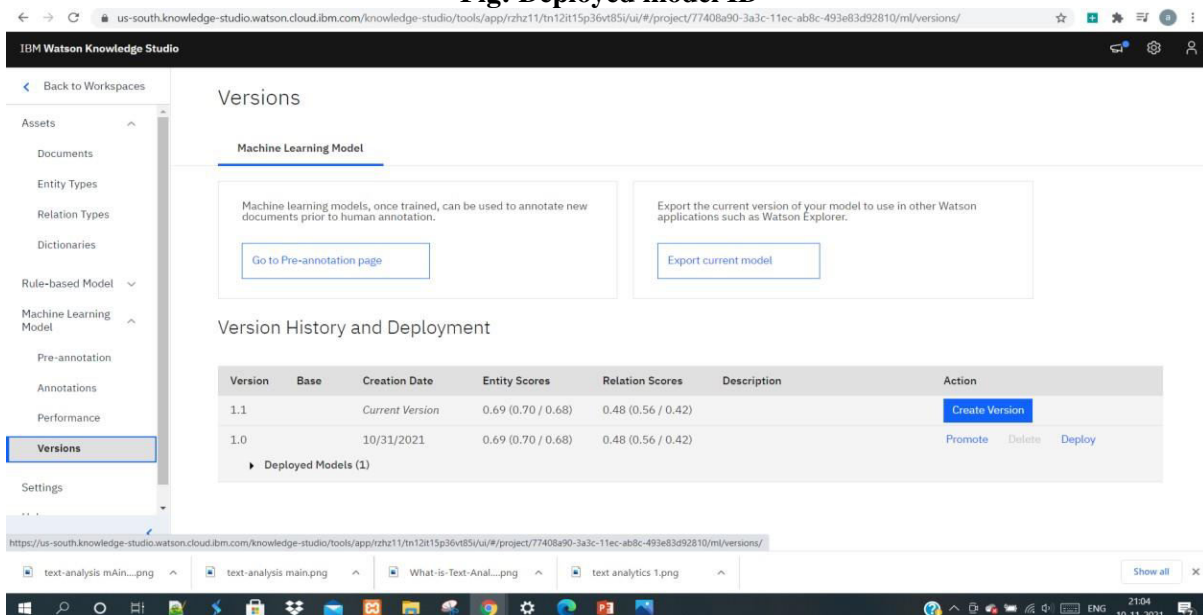 Fig: Deployed model ID
us-south.knowledge-studio.watson.cloud.ibm.com/knowledge-studio/tools/app/rzhz11/tn12it15p36vt85i/ui/#/project/77408a90-3a3c-11ec-ab8c-493e83d92810/ml/versions/
IBM Watson Knowledge Studio
Back to Workspaces
Versions
Assets
Machine Learning Model
Documents
Entity Types
Machine learning models, once trained, can be used to annotate new
documents prior to human annotation.
Export the current version of your model to use in other Watson
applications such as Watson Explorer.
Relation Types
Dictionaries
Go to Pre-annotation page
Export current model
Rule-based Model
Machine Learning
Model
Version History and Deployment
Pre-annotation
Annotations
Performance
Versions
Settings
Version Base Creation Date Entity Scores Relation Scores Description Action
1.1 Current Version 0.69 (0.70 / 0.68) 0.48 (0.56 / 0.42) Create Version
1.0 10/31/2021 0.69 (0.70 / 0.68) 0.48 (0.56 / 0.42) Promote Delete Deploy
Deployed Models (1)
https://us-south.knowledge-studio.watson.cloud.ibm.com/knowledge-studio/tools/app/rzhz11/tn12it15p36vt85i/ui/#/project/77408a90-3a3c-11ec-ab8c-493e83d92810/ml/versions/
text-analysis mAin....png
text-analysis main.png
What-is-Text-Anal....png
text analytics 1.png
Show all
ENG
21:04
10-11-2021